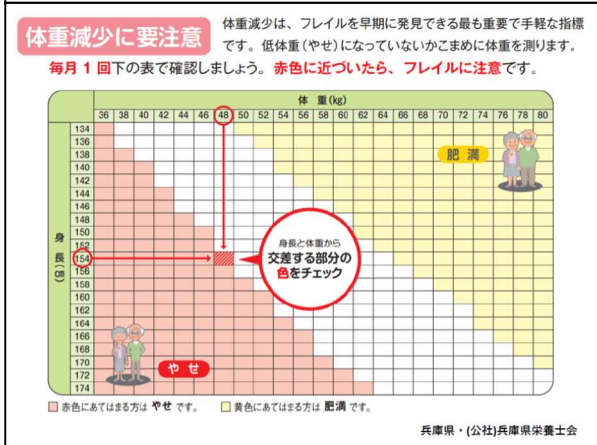 体重減少に要注意
体重減少は、フレイルを早期に発見できる最も重要で手軽な指標
です。低体重(やせ)になっていないかこまめに体重を測ります。
毎月1回下の表で確認しましょう。赤色に近づいたら、フレイルに注意です。
体 重(kg)
36 38 40 42 44 46 48 50 52 54 56 58 60 62 64 66 68 70 72 74 76 78 80
身長(㎝)
134
136
138
140
142
144
146
148
150
152
154
156
158
160
162
164
166
168
170
172
174
肥 満
身長と体重から
交差する部分の
色をチェック
や せ
赤色にあてはまる方は やせ です。 黄色にあてはまる方は 肥満 です。
兵庫県・(公社)兵庫県栄養士会